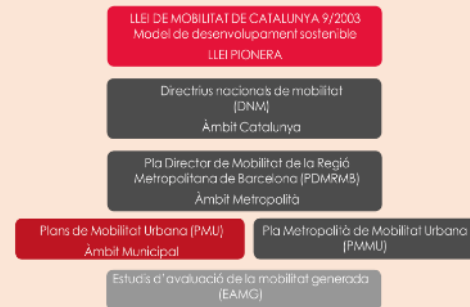 LLEI DE MOBILITAT DE CATALUNYA 9/2003
Model de desenvolupament sostenible
LLEI PIONERA
Directrius nacionals de mobilitat
(DNM)
Àmbit Catalunya
Pla Director de Mobilitat de la Regió
Metropolitana de Barcelona (PDMRMB)
Àmbit Metropolità
Plans de Mobilitat Urbana (PMU)
Àmbit Municipal
Pla Metropolità de Mobilitat Urbana
(PMMU)
Estudis d'avaluació de la mobilitat generada
(EAMG)